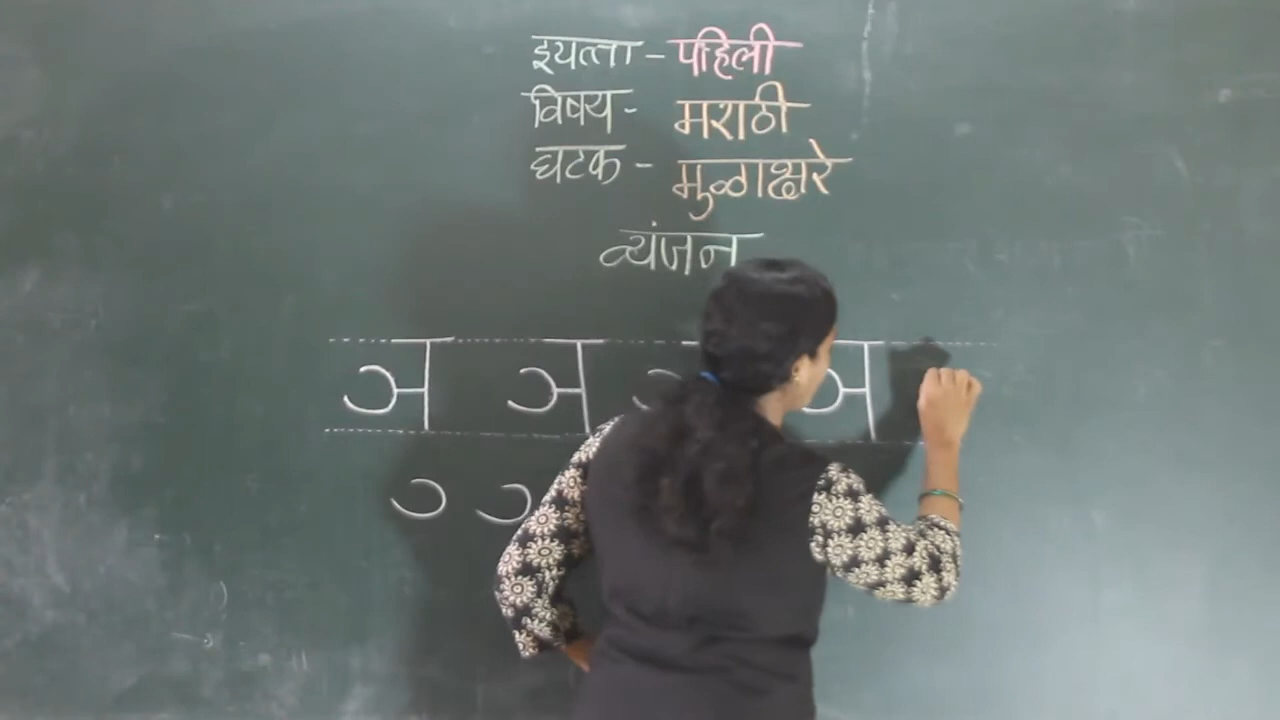 इयत्ता - पहिली
विषय - मराठी
घटक - मुळाक्षरे
व्यंजन
ञ ञ ञ